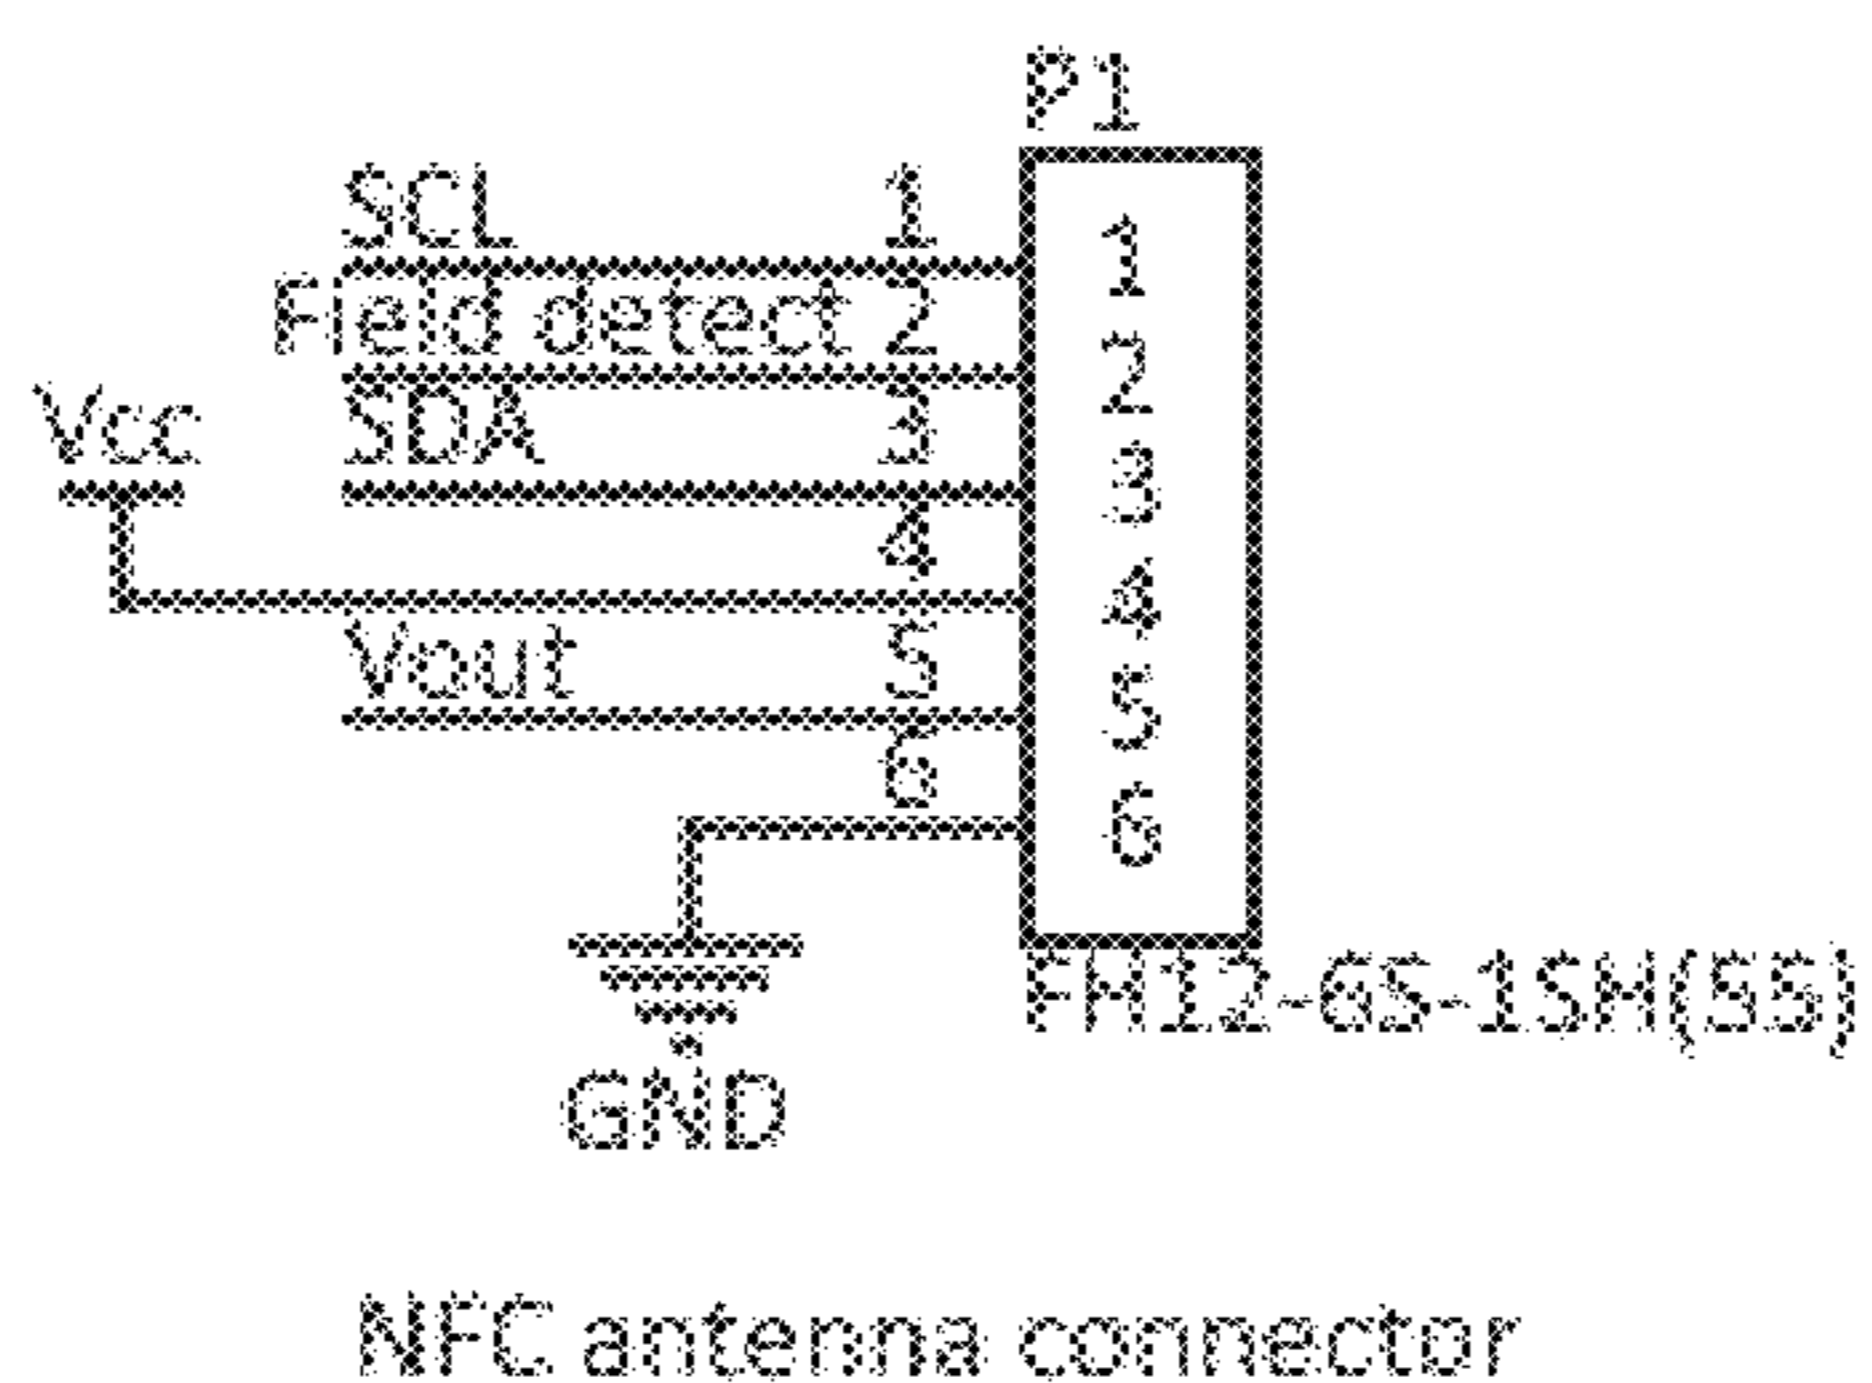 P1
SCL 1
1
Field detect 2
2
Vcc
SDA 3
3
4
4
Vout 5
5
6
6
FH12-6S-1SH(55)
GND
NFC antenna connector